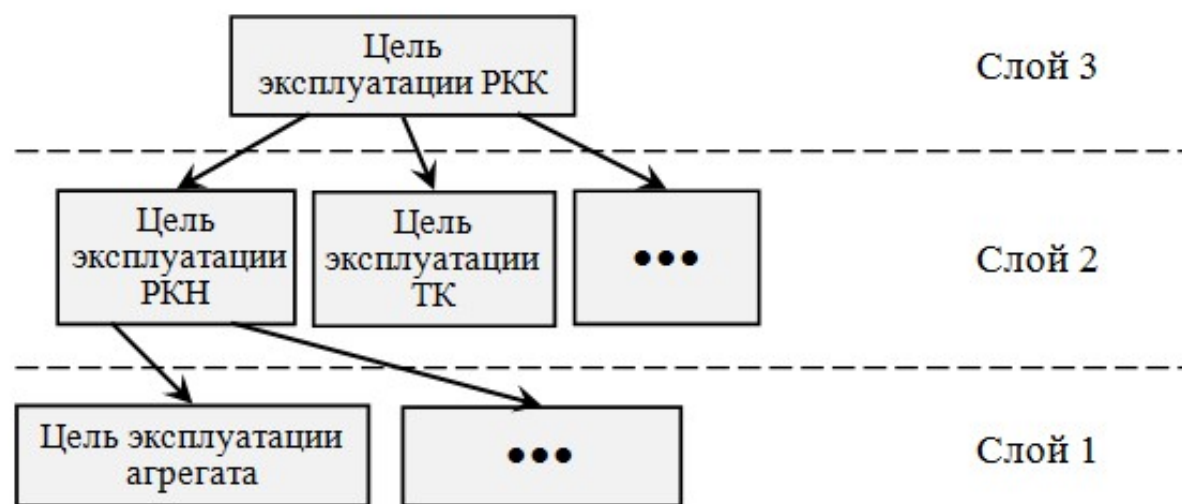 Цель
эксплуатации РКК
Слой 3
Цель
эксплуатации
РКН
Цель
эксплуатации
ТК
•••
Слой 2
Цель эксплуатации
агрегата
•••
Слой 1